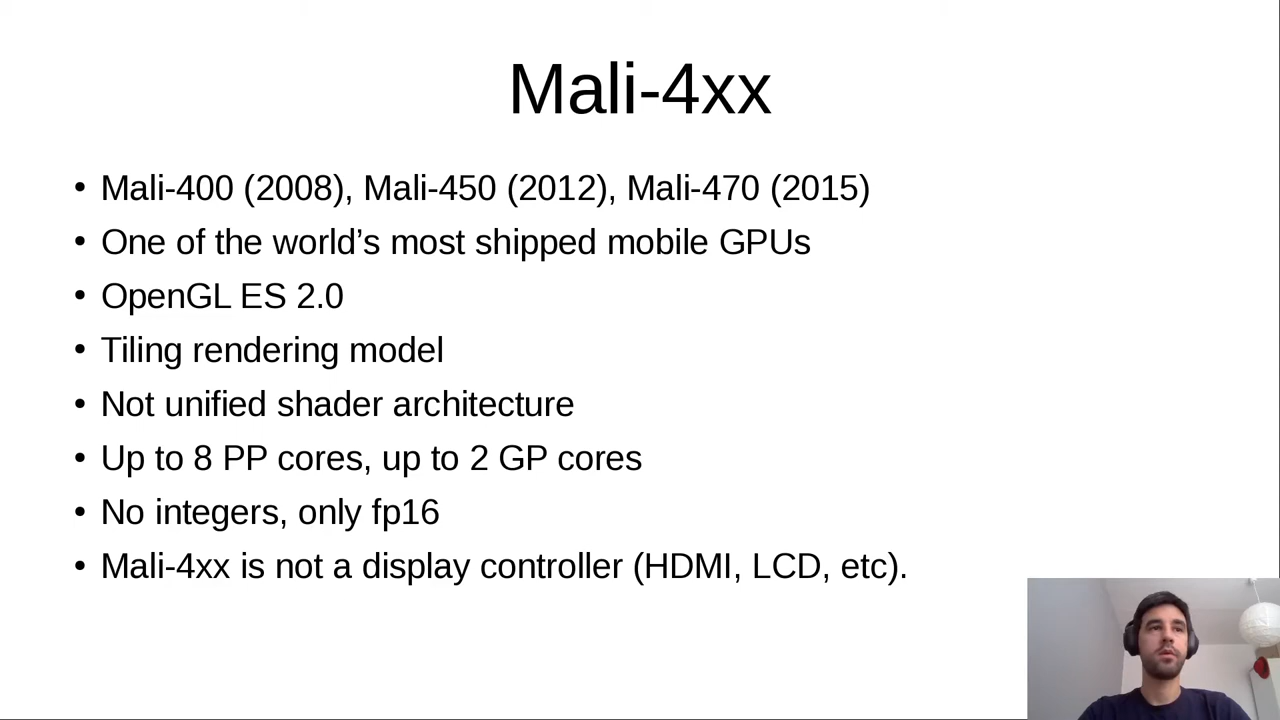 Mali-4xx
• Mali-400 (2008), Mali-450 (2012), Mali-470 (2015)
• One of the world’s most shipped mobile GPUs
• OpenGL ES 2.0
• Tiling rendering model
• Not unified shader architecture
• Up to 8 PP cores, up to 2 GP cores
• No integers, only fp16
• Mali-4xx is not a display controller (HDMI, LCD, etc).